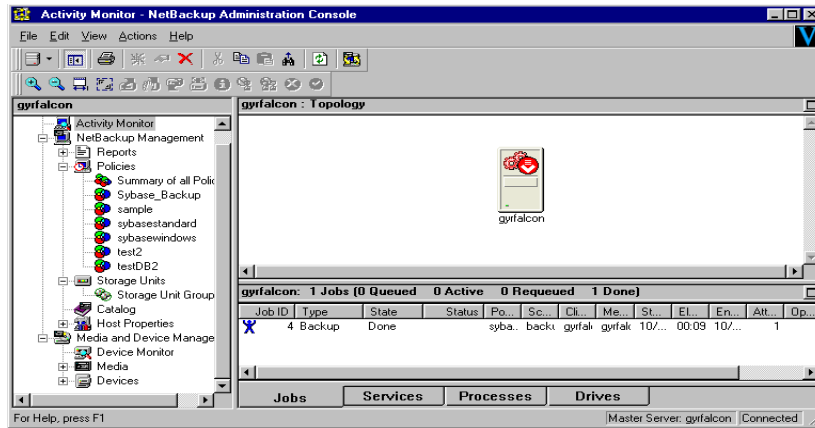 Activity Monitor - NetBackup Administration Console
File Edit View Actions Help
gyrfalcon
Activity Monitor
NetBackup Management
Reports
Policies
Summary of all Polic
Sybase_Backup
sample
sybasestandard
sybasewindows
test2
testDB2
Storage Units
Storage Unit Group
Catalog
Host Properties
Media and Device Manage
Device Monitor
Media
Devices
gyrfalcon : Topology
gyrfalcon
gyrfalcon: 1 Jobs (0 Queued 0 Active 0 Requeued 1 Done)
Job ID Type State Status Po... Sc... Cli... Me... St... El... En... Att... Op...
4 Backup Done syba.. backu gyrfalc gyrfalc 10/... 00:09 10/... 1
Jobs Services Processes Drives
For Help, press F1 Master Server: gyrfalcon Connected